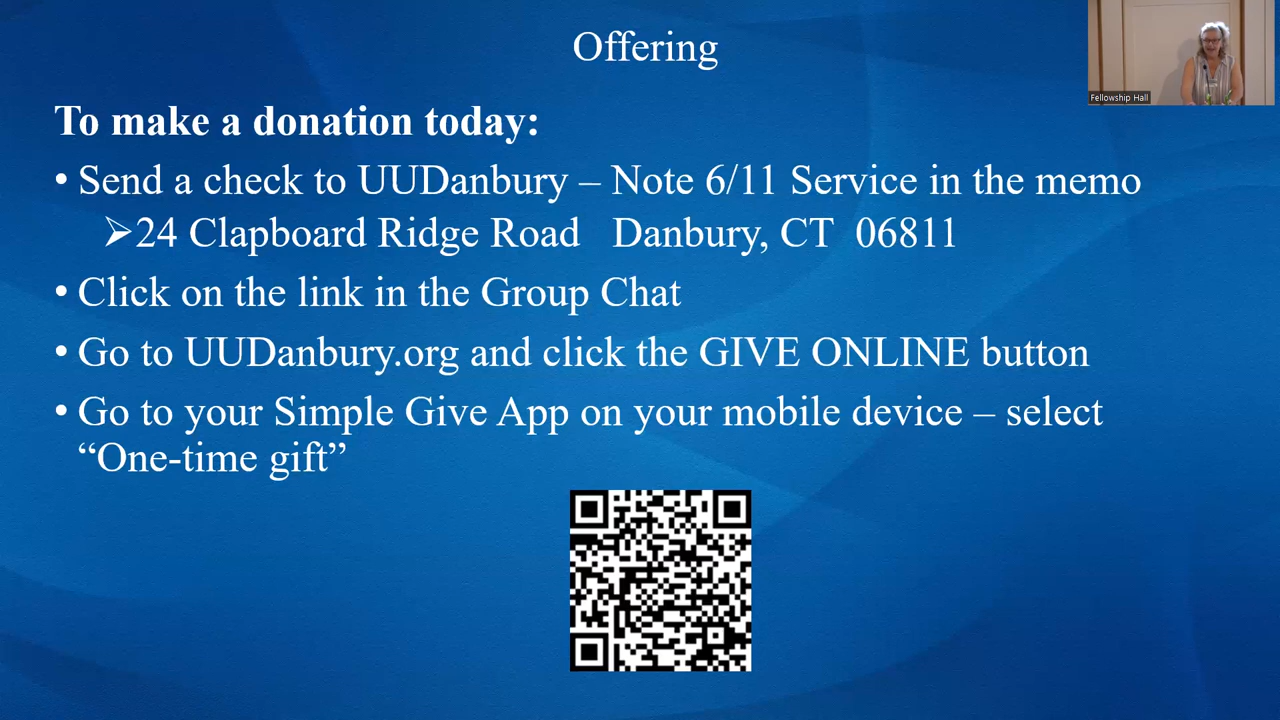 Offering
Fellowship Hall
To make a donation today:
• Send a check to UUDanbury – Note 6/11 Service in the memo
➢24 Clapboard Ridge Road Danbury, CT 06811
• Click on the link in the Group Chat
• Go to UUDanbury.org and click the GIVE ONLINE button
• Go to your Simple Give App on your mobile device – select
“One-time gift”